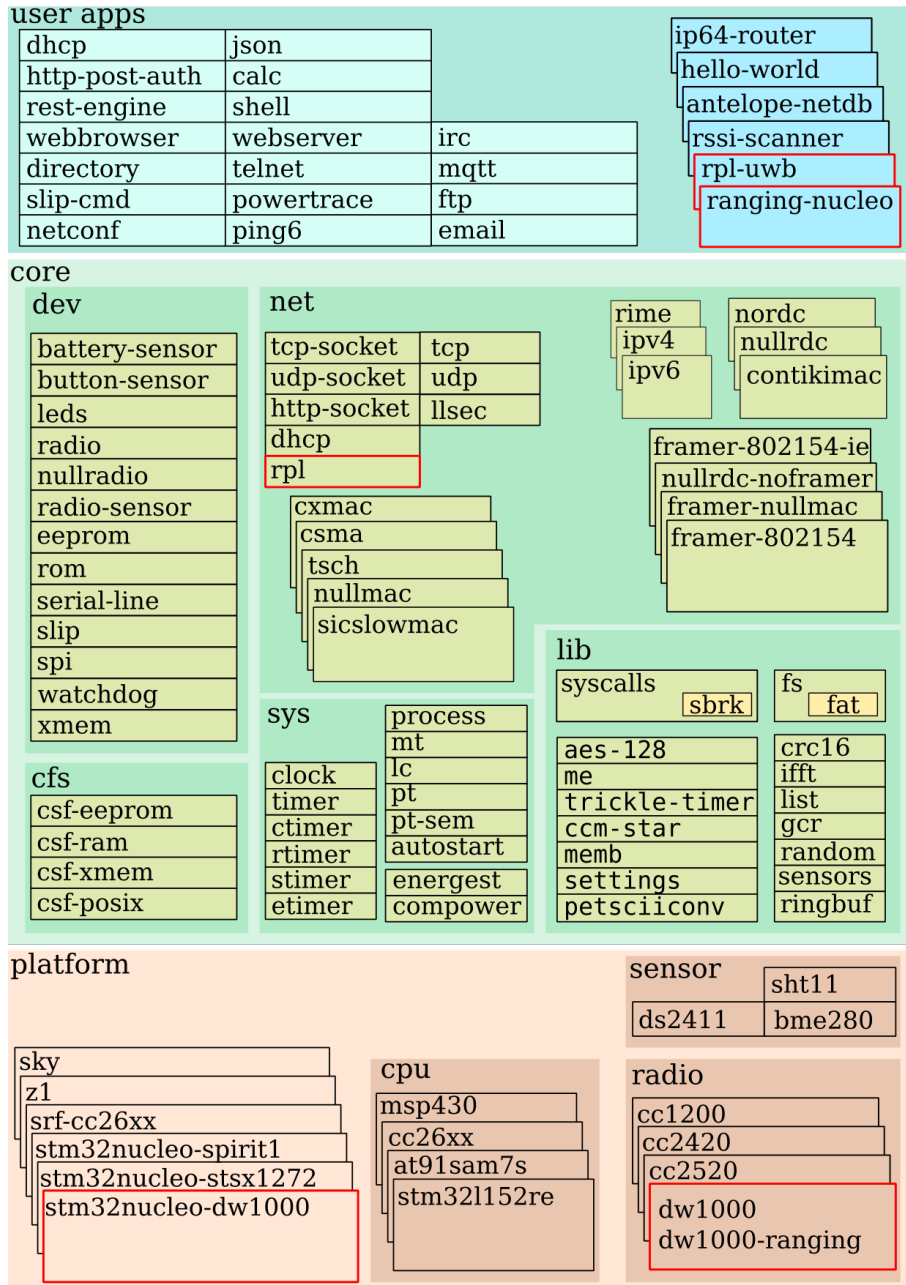 user apps
dhcp
json
http-post-auth
calc
rest-engine
shell
webbrowser
webserver
irc
directory
telnet
mqtt
slip-cmd
powertrace
ftp
netconf
ping6
email
ip64-router
hello-world
antelope-netdb
rssi-scanner
rpl-uwb
ranging-nucleo
core
dev
battery-sensor
button-sensor
leds
radio
nullradio
radio-sensor
eeprom
rom
serial-line
slip
spi
watchdog
xmem
cfs
csf-eeprom
csf-ram
csf-xmem
csf-posix
net
tcp-socket
tcp
udp-socket
udp
http-socket
llsec
dhcp
rpl
rime
ipv4
ipv6
nordc
nullrdc
contikimac
cxmac
csma
tsch
nullmac
sicslowmac
framer-802154-ie
nullrdc-noframer
framer-nullmac
framer-802154
sys
clock
timer
ctimer
rtimer
stimer
etimer
process
mt
lc
pt
pt-sem
autostart
energest
compower
lib
syscalls
sbrk
fs
fat
aes-128
me
trickle-timer
ccm-star
memb
settings
petsciiconv
crc16
ifft
list
gcr
random
sensors
ringbuf
platform
sky
z1
srf-cc26xx
stm32nucleo-spirit1
stm32nucleo-stsx1272
stm32nucleo-dw1000
cpu
msp430
cc26xx
at91sam7s
stm32l152re
sensor
sht11
ds2411
bme280
radio
cc1200
cc2420
cc2520
dw1000
dw1000-ranging